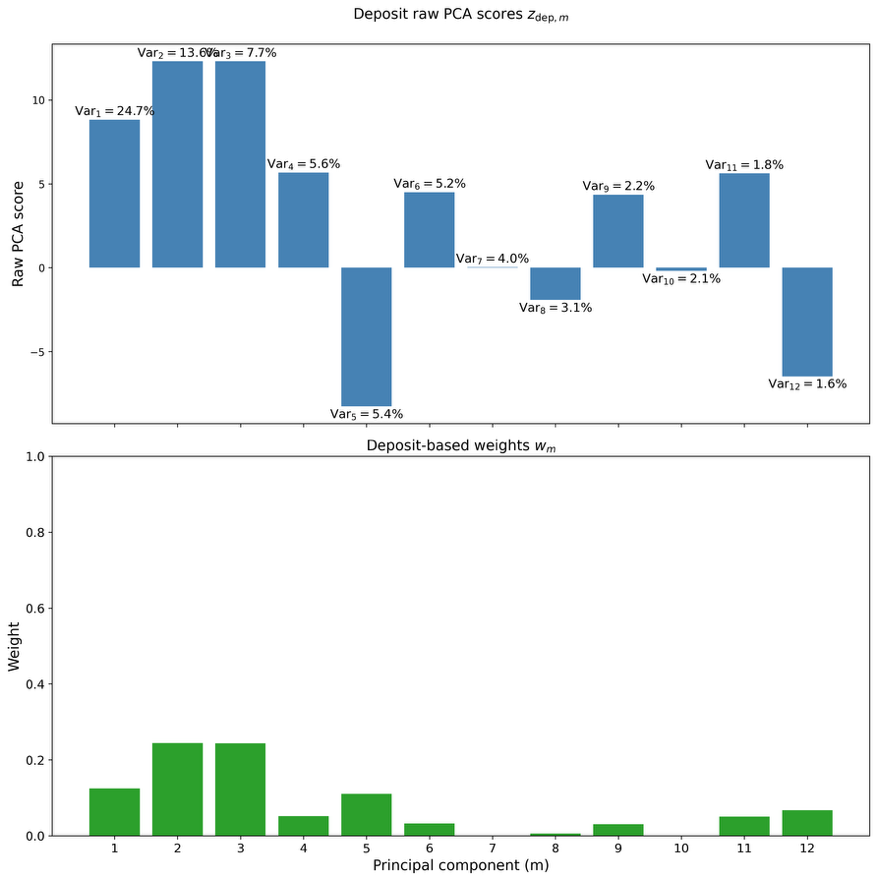 Deposit raw PCA scores z_dep,m
Raw PCA score
10
5
0
−5
Var₁ = 24.7%
Var₂ = 13.6%
Var₃ = 7.7%
Var₄ = 5.6%
Var₅ = 5.4%
Var₆ = 5.2%
Var₇ = 4.0%
Var₈ = 3.1%
Var₉ = 2.2%
Var₁₀ = 2.1%
Var₁₁ = 1.8%
Var₁₂ = 1.6%
Deposit-based weights wₘ
Weight
1.0
0.8
0.6
0.4
0.2
0.0
1 2 3 4 5 6 7 8 9 10 11 12
Principal component (m)